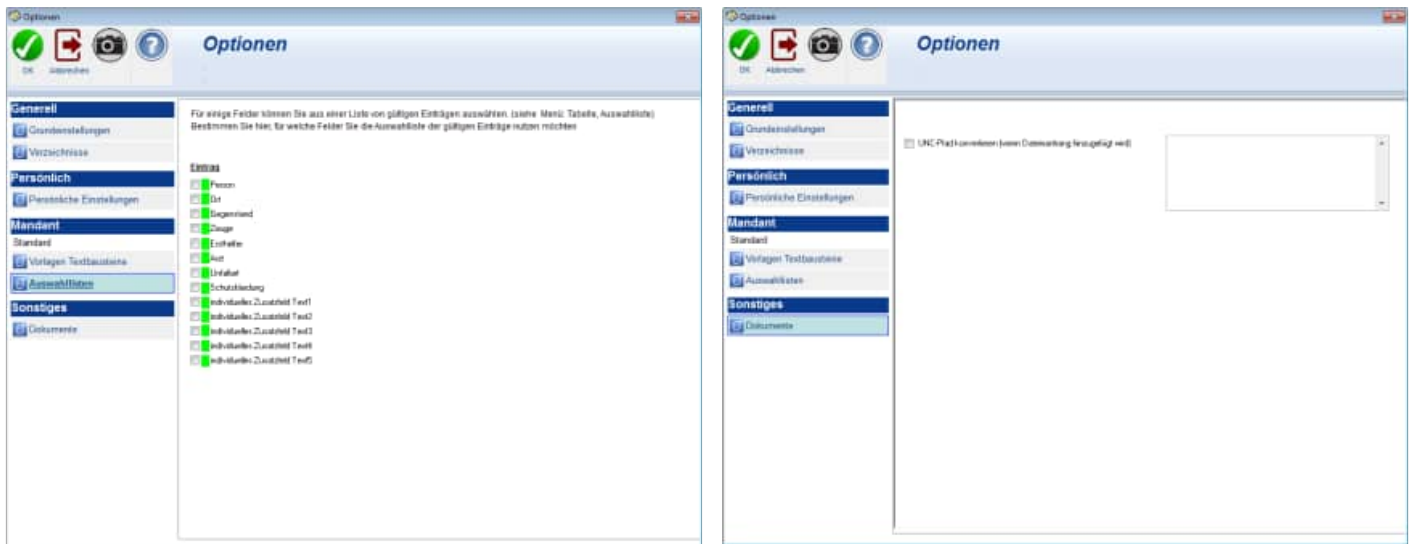 Optionen
Optionen
OK Abbrechen
Generell
Grundeinstellungen
Verzeichnisse
Persönlich
Persönliche Einstellungen
Mandant
Standard
Vorlagen Textbausteine
Auswahllisten
Sonstiges
Dokumente
Für einige Felder können Sie aus einer Liste von gültigen Einträgen auswählen. (siehe Menü: Tabelle, Auswahlliste)
Bestimmen Sie hier, für welche Felder Sie die Auswahlliste der gültigen Einträge nutzen möchten
Eintrag
Person
Ort
Gegenstand
Zeuge
Ersthelfer
Arzt
Unfallart
Schutzkleidung
individuelles Zusatzfeld Text1
individuelles Zusatzfeld Text2
individuelles Zusatzfeld Text3
individuelles Zusatzfeld Text4
individuelles Zusatzfeld Text5
Optionen
Optionen
OK Abbrechen
Generell
Grundeinstellungen
Verzeichnisse
Persönlich
Persönliche Einstellungen
Mandant
Standard
Vorlagen Textbausteine
Auswahllisten
Sonstiges
Dokumente
UNC-Pfad konvertieren (wenn Dateianhang hinzugefügt wird)